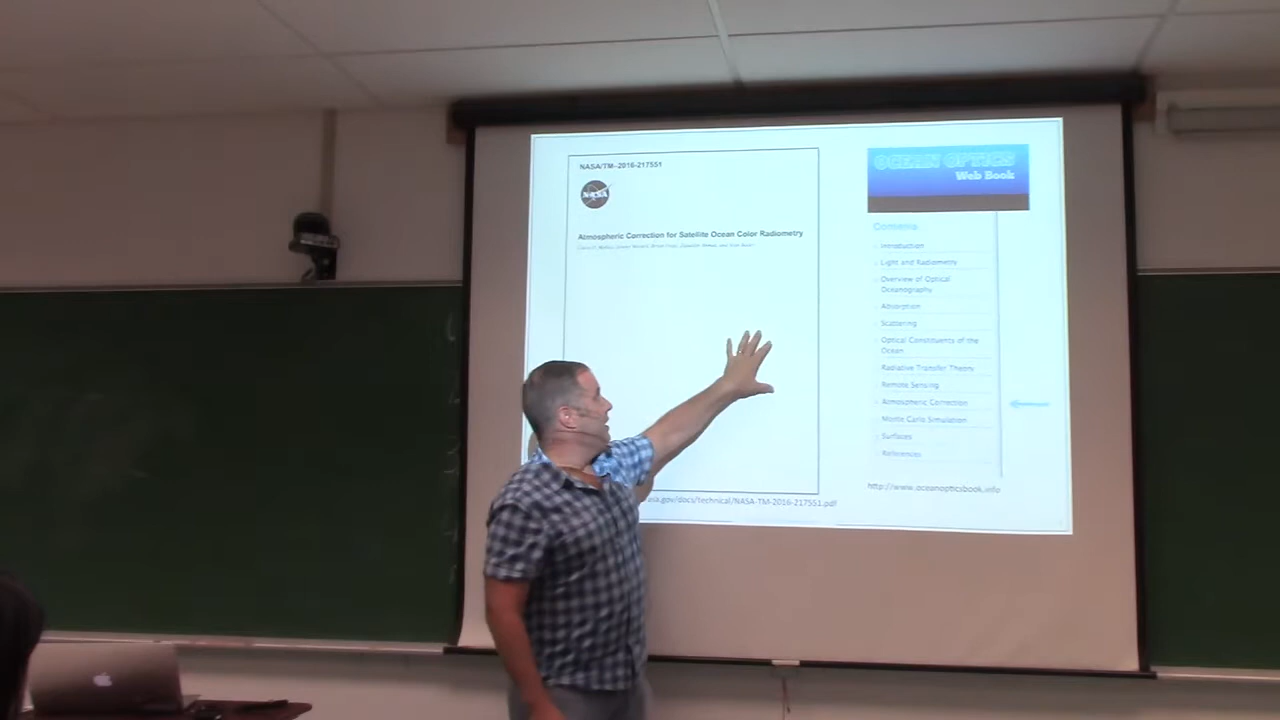 NASA/TM–2016-217551
NASA
Atmospheric Correction for Satellite Ocean Color Radiometry
OCEAN OPTICS
Web Book
Contents
Introduction
Light and Radiometry
Overview of Optical
Oceanography
Absorption
Scattering
Optical Constituents of the
Ocean
Radiative Transfer Theory
Remote Sensing
Atmospheric Correction
Monte Carlo Simulation
Surfaces
References
nasa.gov/docs/technical/NASA-TM-2016-217551.pdf
http://www.oceanopticsbook.info